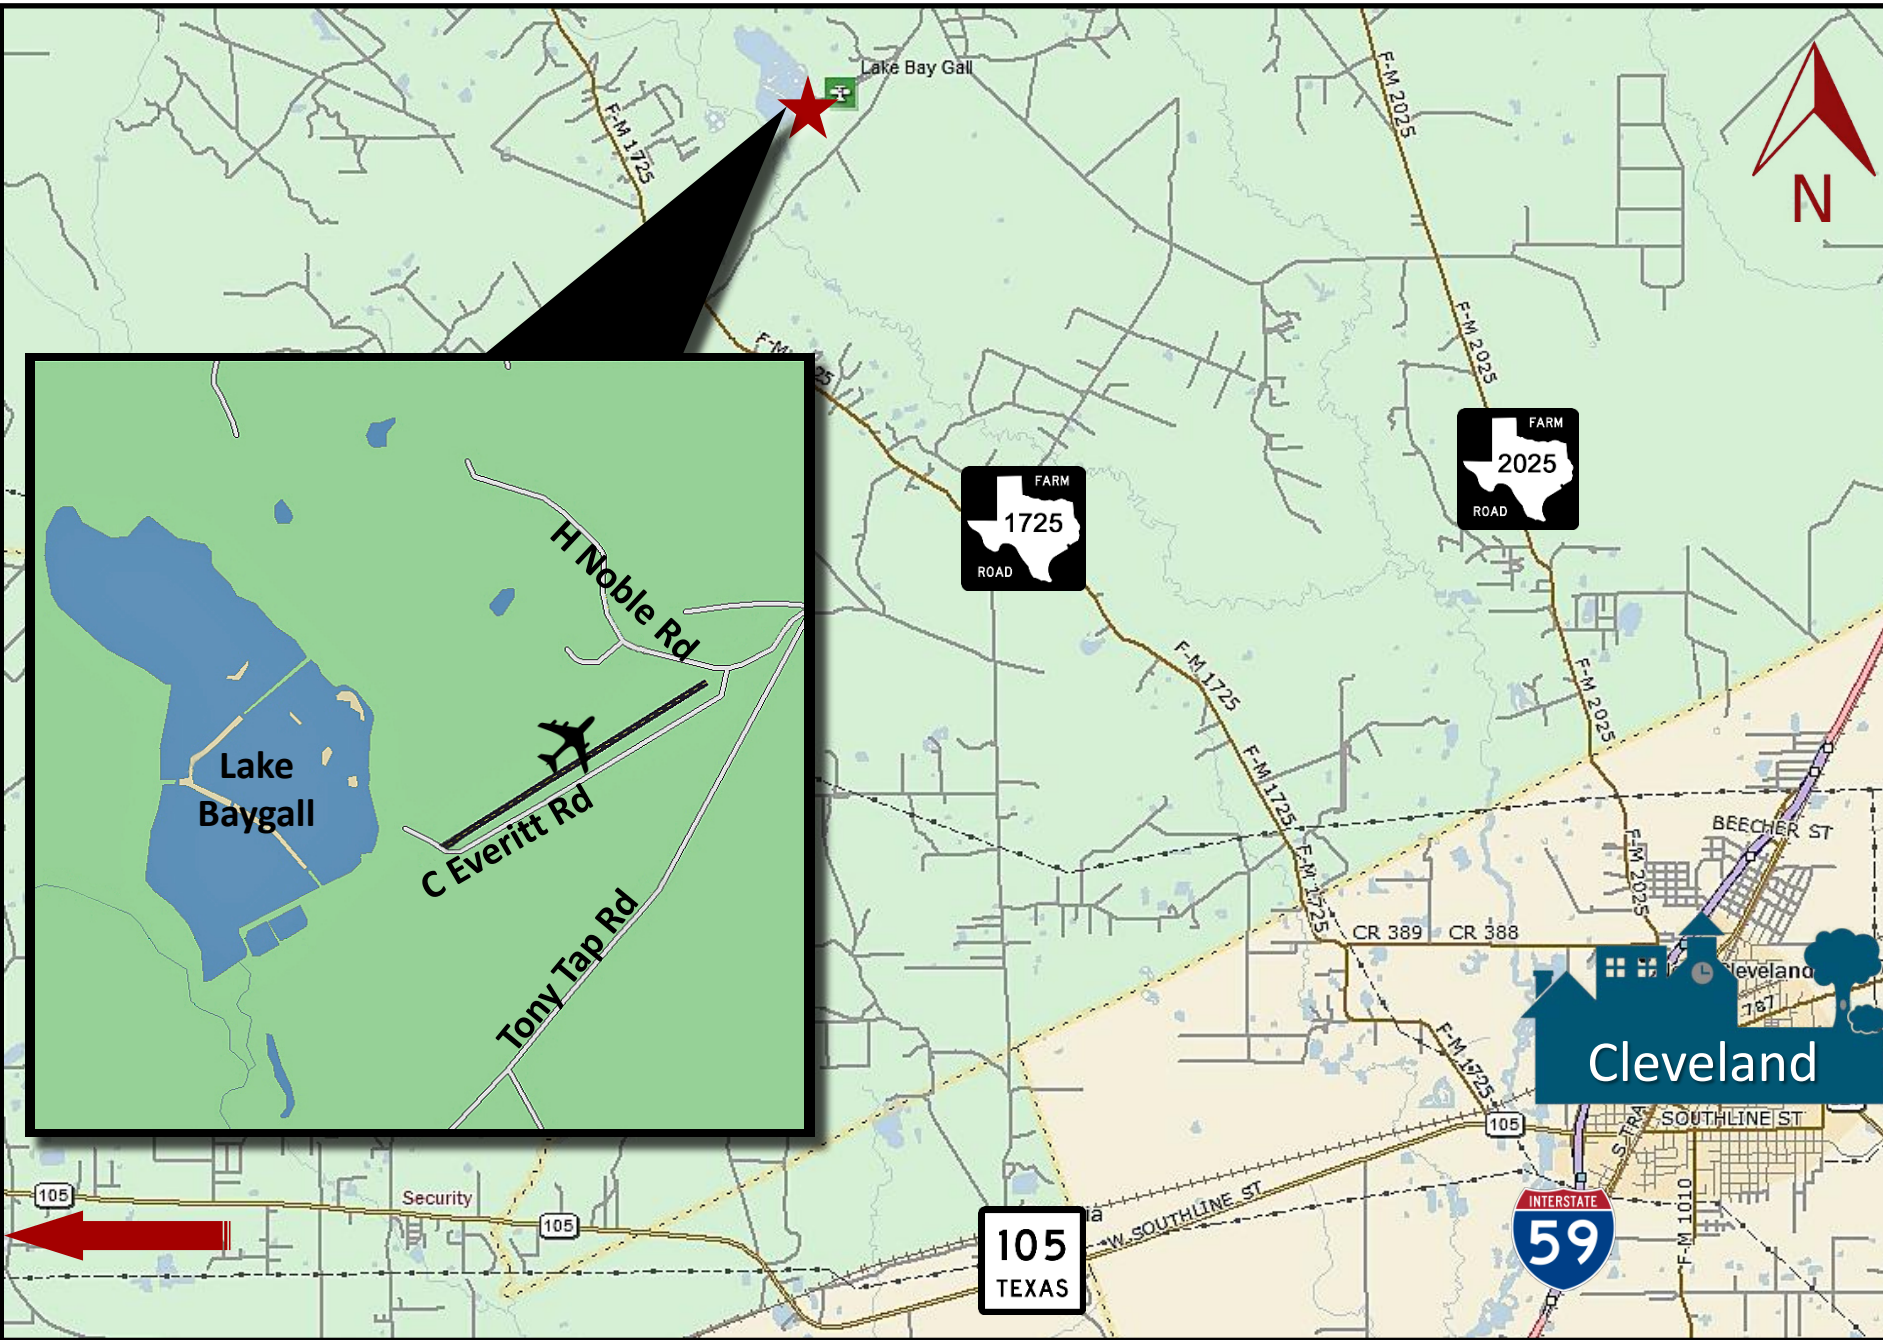 Lake Bay Gall
F-M 1725
F-M 2025
N
F-M 2025
FARM
2025
ROAD
FARM
1725
ROAD
H Noble Rd
Lake
Baygall
C Everitt Rd
Tony Tap Rd
F-M 1725
F-M 2025
F-M 1725
F-M 1725
F-M 2025
BEECHER ST
CR 389
CR 388
Cleveland
787
F-M 1725
Cleveland
105
SOUTHLINE ST
S TRA
105
Security
105
W SOUTHLINE ST
105
TEXAS
INTERSTATE
59
F-M 1010